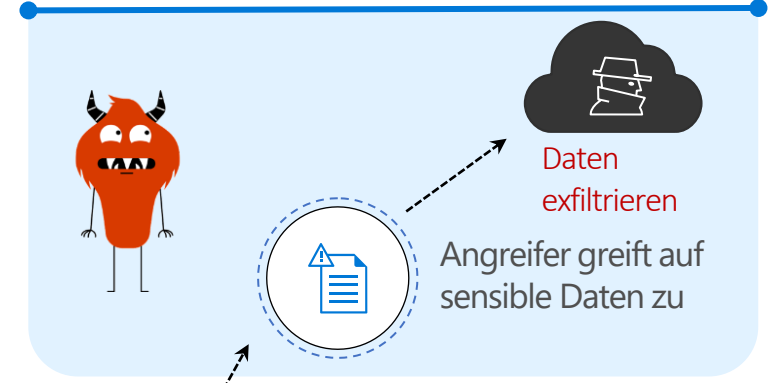 Daten
exfiltrieren
Angreifer greift auf
sensible Daten zu